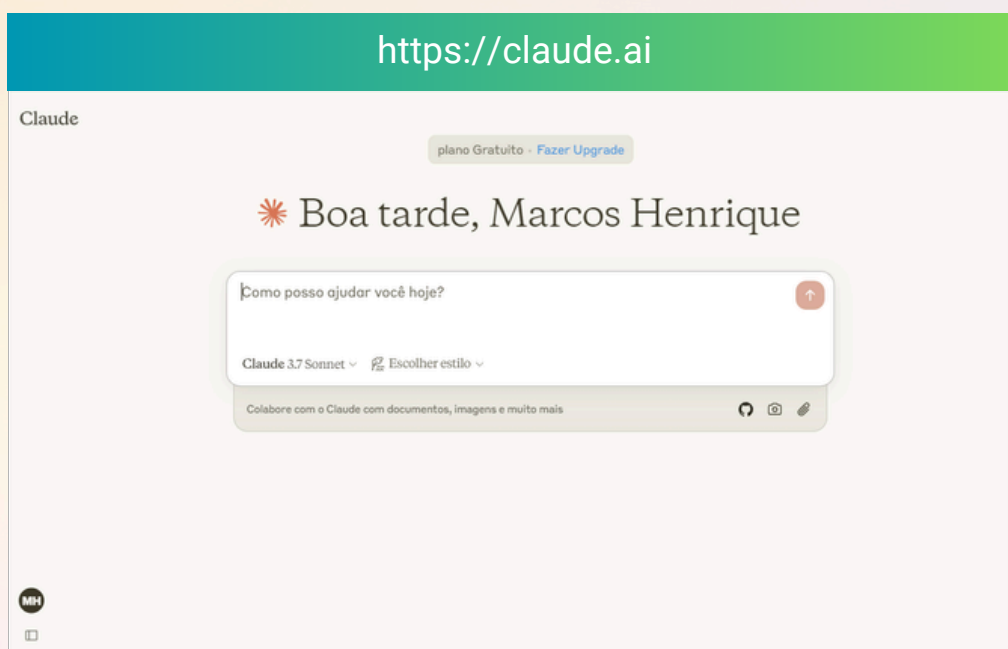 https://claude.ai
Claude
plano Gratuito · Fazer Upgrade
Boa tarde, Marcos Henrique
Como posso ajudar você hoje?
Claude 3.7 Sonnet Escolher estilo
Colabore com o Claude com documentos, imagens e muito mais
MH